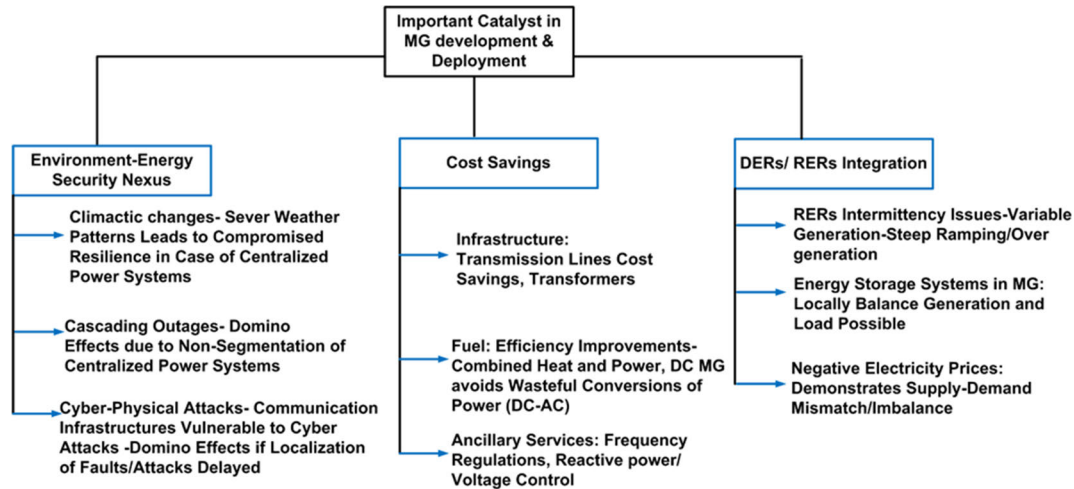 Important Catalyst in
MG development &
Deployment
Environment-Energy
Security Nexus
Climactic changes- Sever Weather
Patterns Leads to Compromised
Resilience in Case of Centralized
Power Systems
Cascading Outages- Domino
Effects due to Non-Segmentation of
Centralized Power Systems
Cyber-Physical Attacks- Communication
Infrastructures Vulnerable to Cyber
Attacks -Domino Effects if Localization
of Faults/Attacks Delayed
Cost Savings
Infrastructure:
Transmission Lines Cost
Savings, Transformers
Fuel: Efficiency Improvements-
Combined Heat and Power, DC MG
avoids Wasteful Conversions of
Power (DC-AC)
Ancillary Services: Frequency
Regulations, Reactive power/
Voltage Control
DERs/ RERs Integration
RERs Intermittency Issues-Variable
Generation-Steep Ramping/Over
generation
Energy Storage Systems in MG:
Locally Balance Generation and
Load Possible
Negative Electricity Prices:
Demonstrates Supply-Demand
Mismatch/Imbalance